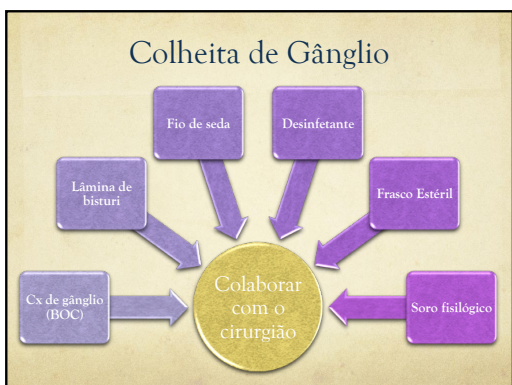 Colheita de Gânglio
Fio de seda
Desinfetante
Lâmina de
bisturi
Frasco Estéril
Cx de gânglio
(BOC)
Colaborar
com o
cirurgião
Soro fisilógico